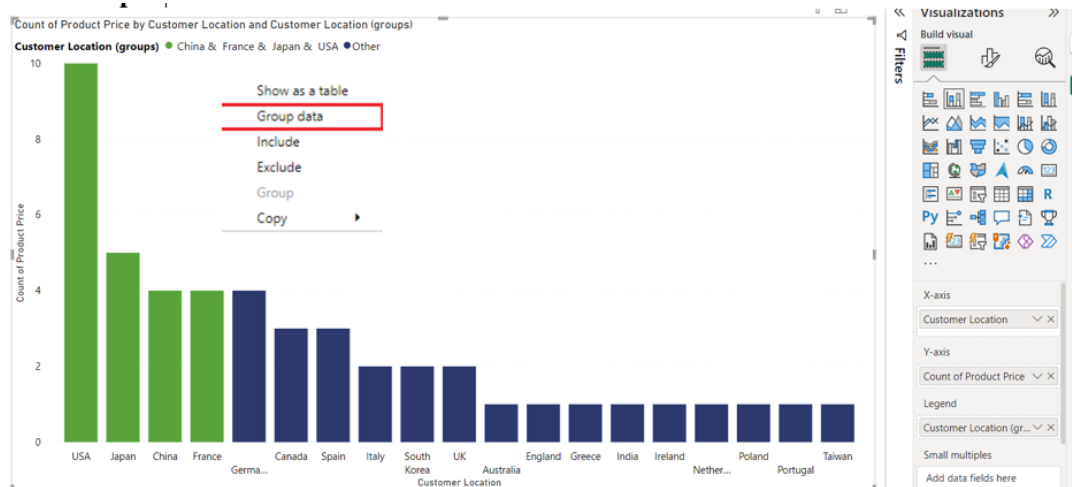 Count of Product Price by Customer Location and Customer Location (groups)
Customer Location (groups) China & France & Japan & USA Other
10
8
6
4
2
0
Count of Product Price
Show as a table
Group data
Include
Exclude
Group
Copy
USA Japan China France Germa... Canada Spain Italy South Korea UK Australia England Greece India Ireland Nether... Poland Portugal Taiwan
Customer Location
Filters
Visualizations
Build visual
R
Py
...
X-axis
Customer Location
Y-axis
Count of Product Price
Legend
Customer Location (gr...
Small multiples
Add data fields here